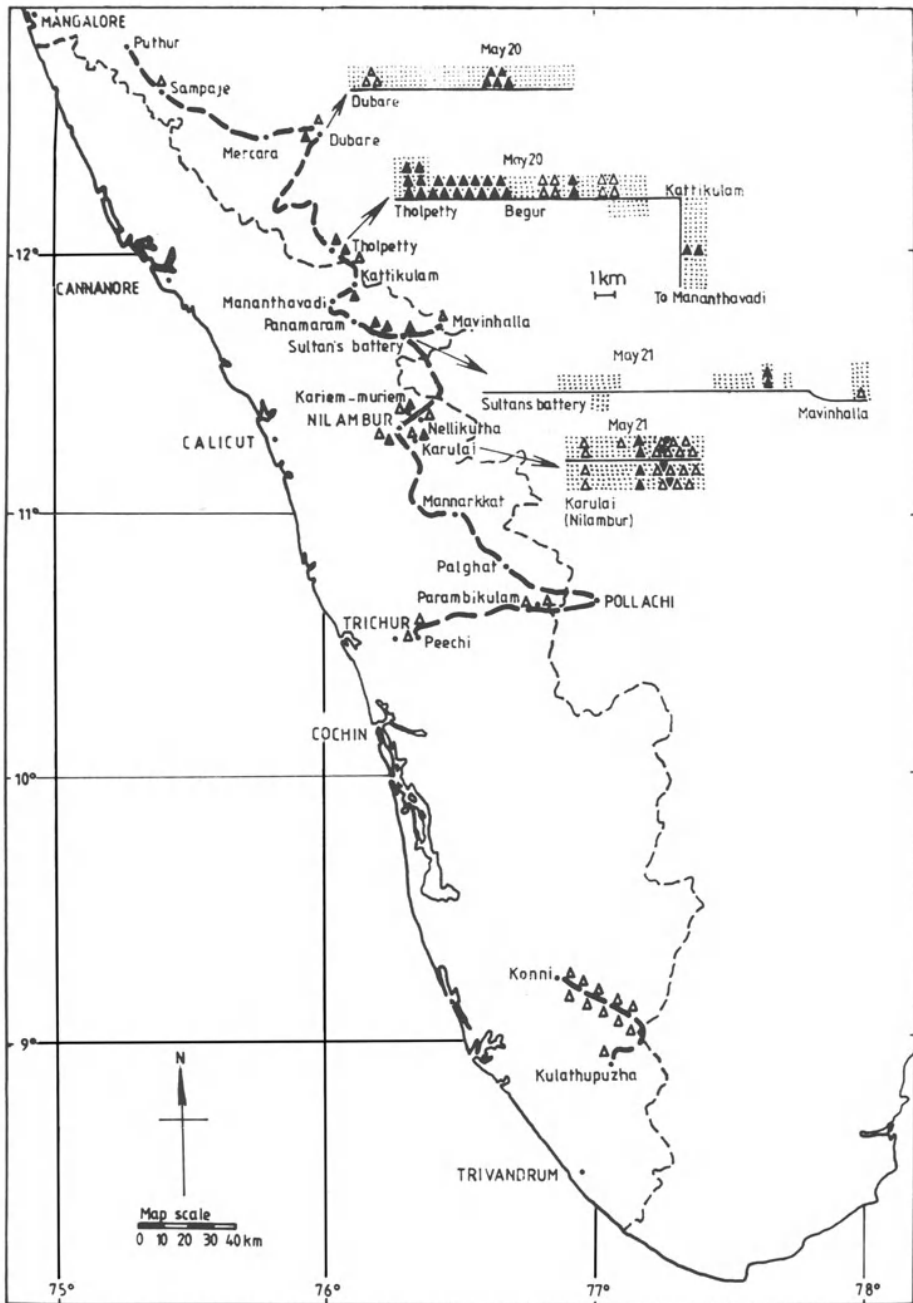 MANGALORE
Puthur
May 20
Sampaje
Dubare
Mercara
Dubare
May 20
Kattikulam
Tholpetty
Begur
12°
Tholpetty
Kattikulam
1km
CANNANORE
Mananthavadi
To Mananthavadi
Panamaram
Mavinhalla
Sultan's battery
May 21
Sultans battery
Mavinhalla
Kariem-muriem
NILAMBUR
Nellikutha
May 21
CALICUT
Karulai
Karulai
(Nilambur)
11°
Mannarkkat
Palghat
Parambikulam
POLLACHI
TRICHUR
Peechi
COCHIN
10°
Konni
9°
N
Kulathupuzha
TRIVANDRUM
Map scale
0 10 20 30 40km
75° 76° 77° 78°